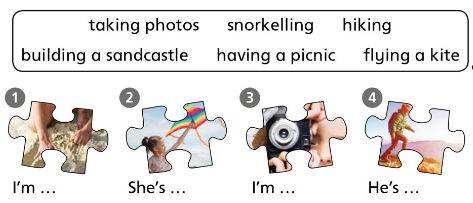 taking photos snorkelling hiking
building a sandcastle having a picnic flying a kite
1 2 3 4
I'm ... She's ... I'm ... He's ...